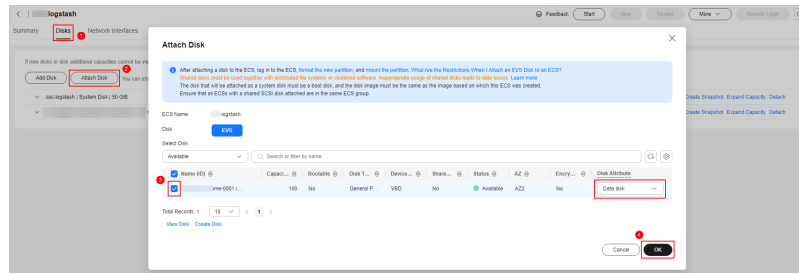 logstash
Feedback
Start
Stop
Restart
More
Remote Login
Summary
Disks
Network Interfaces
1
2
If new disks or disk additional capacities cannot be vie
Add Disk
Attach Disk
You can atta
soc-logstash | System Disk | 50 GiB
Create Snapshot Expand Capacity Detach
Create Snapshot Expand Capacity Detach
Attach Disk
After attaching a disk to the ECS, log in to the ECS, format the new partition, and mount the partition. What Are the Restrictions When I Attach an EVS Disk to an ECS?
Shared disks must be used together with distributed file systems or clustered software. Inappropriate usage of shared disks leads to data losses. Learn more
The disk that will be attached as a system disk must be a boot disk, and the disk image must be the same as the image based on which this ECS was created.
Ensure that all ECSs with a shared SCSI disk attached are in the same ECS group.
ECS Name
-logstash
Disk
EVS
Select Disk
Available
Search or filter by name.
Name (ID)
Capaci...
Bootable
Disk T...
Device...
Share...
Status
AZ
Encry...
Disk Attribute
3
me-0001 (...
100
No
General P...
VBD
No
Available
AZ2
No
Data disk
Total Records: 1
10
1
View Disk Create Disk
4
Cancel
OK